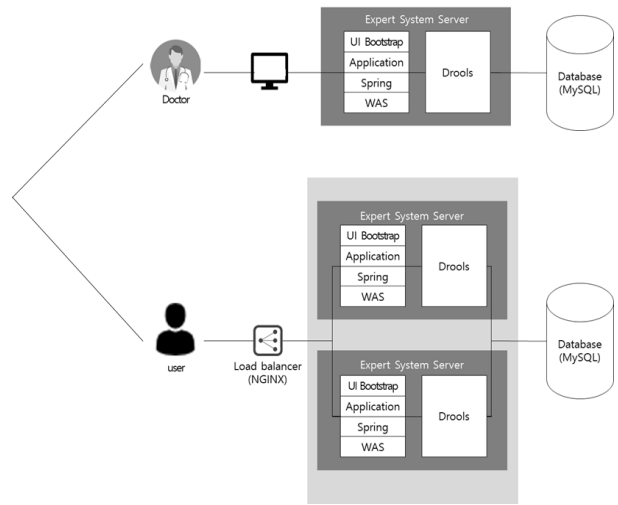 Expert System Server
UI Bootstrap
Application
Spring
WAS
Drools
Database
(MySQL)
Doctor
Expert System Server
UI Bootstrap
Application
Spring
WAS
Drools
user
Load balancer
(NGINX)
Database
(MySQL)
Expert System Server
UI Bootstrap
Application
Spring
WAS
Drools